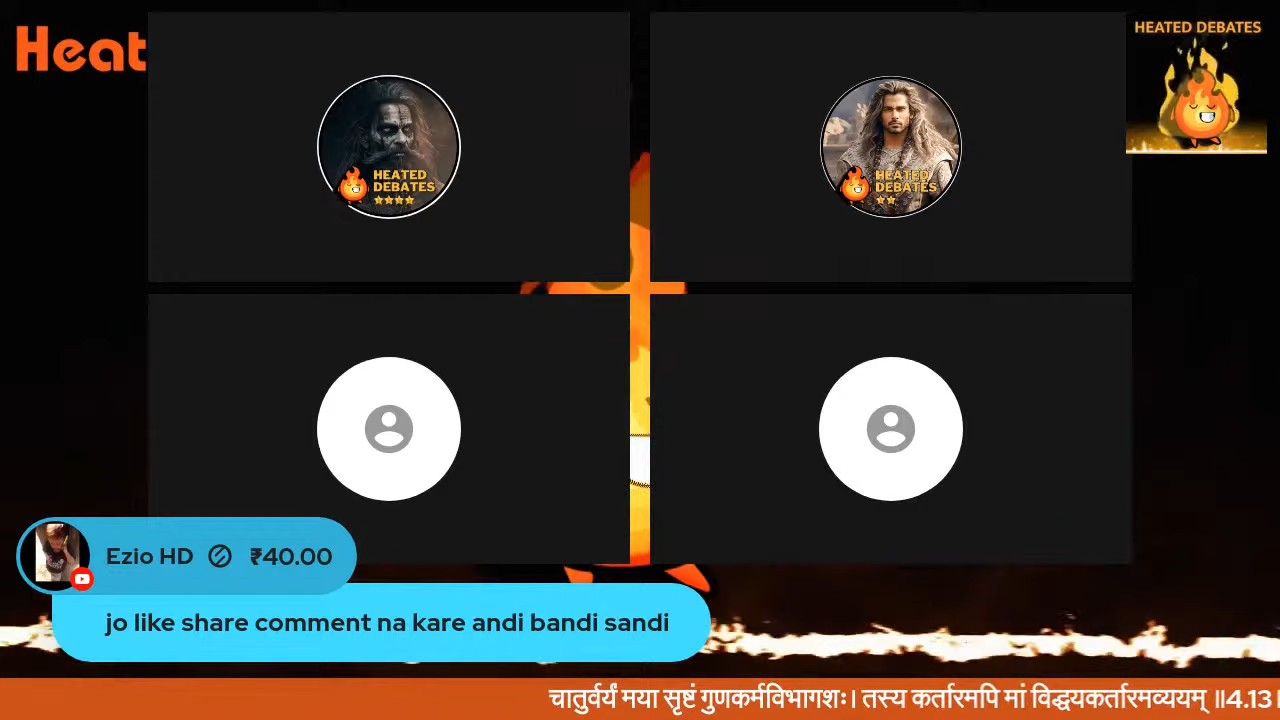 Heat
HEATED DEBATES
HEATED
DEBATES
HEATED
DEBATES
Ezio HD ₹40.00
jo like share comment na kare andi bandi sandi
चातुर्वर्यं मया सृष्टं गुणकर्मविभागशः। तस्य कर्तारमपि मां विद्धयकर्तारमव्ययम् ॥4.13